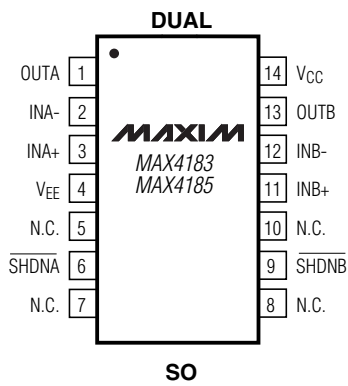 DUAL
OUTA 1
INA- 2
INA+ 3
VEE 4
N.C. 5
SHDNA 6
N.C. 7
MAXIM
MAX4183
MAX4185
14 VCC
13 OUTB
12 INB-
11 INB+
10 N.C.
9 SHDNB
8 N.C.
SO